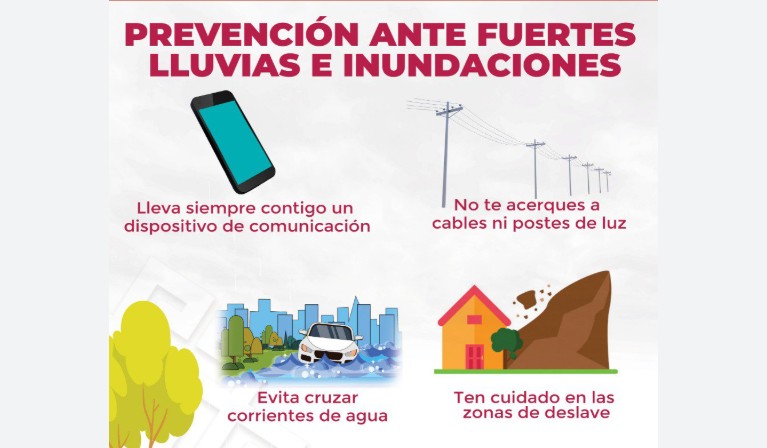 PREVENCIÓN ANTE FUERTES
LLUVIAS E INUNDACIONES
Lleva siempre contigo un
dispositivo de comunicación
No te acerques a
cables ni postes de luz
Evita cruzar
corrientes de agua
Ten cuidado en las
zonas de deslave